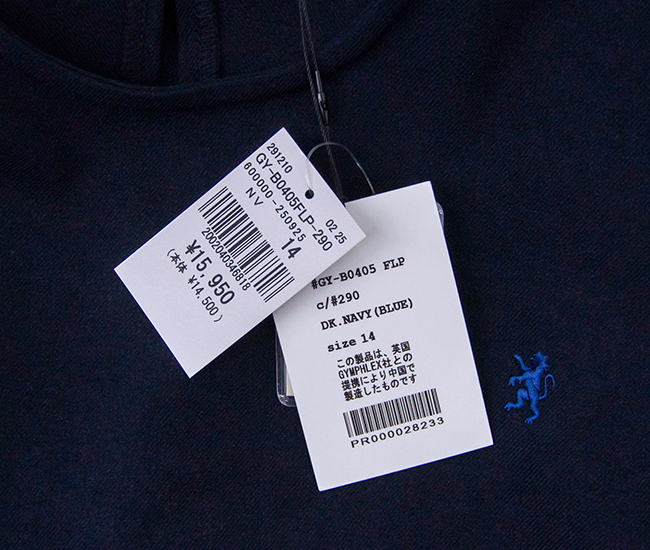 291210
GY-B0405FLP-290
600000-250925
02 25
NV
14
2002040346818
¥15,950
(本体 ¥14,500)
#GY-B0405 FLP
c/#290
DK.NAVY(BLUE)
size 14
この製品は、英国
GYMPHLEX社との
提携により中国で
製造したものです
PR000028233